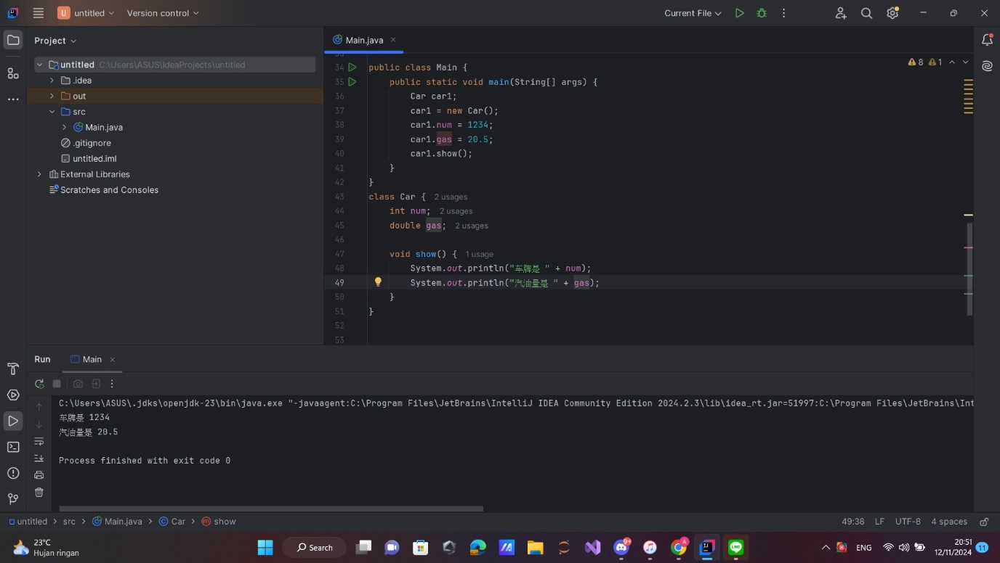 U untitled Version control Current File
Project
Main.java
untitled C:\Users\ASUS\IdeaProjects\untitled
.idea
out
src
Main.java
.gitignore
untitled.iml
External Libraries
Scratches and Consoles
8 1
34 public class Main {
35 public static void main(String[] args) {
36 Car car1;
37 car1 = new Car();
38 car1.num = 1234;
39 car1.gas = 20.5;
40 car1.show();
41 }
42 }
43 class Car { 2 usages
44 int num; 2 usages
45 double gas; 2 usages
46
47 void show() { 1 usage
48 System.out.println("车牌是 " + num);
49 System.out.println("汽油量是 " + gas);
50 }
51 }
52
53
Run Main
C:\Users\ASUS\.jdks\openjdk-23\bin\java.exe "-javaagent:C:\Program Files\JetBrains\IntelliJ IDEA Community Edition 2024.2.3\lib\idea_rt.jar=51997:C:\Program Files\JetBrains\Int
车牌是 1234
汽油量是 20.5
Process finished with exit code 0
untitled > src > Main.java > Car > show 49:38 LF UTF-8 4 spaces
23°C
Hujan ringan
Search
ENG
20:51
12/11/2024
11